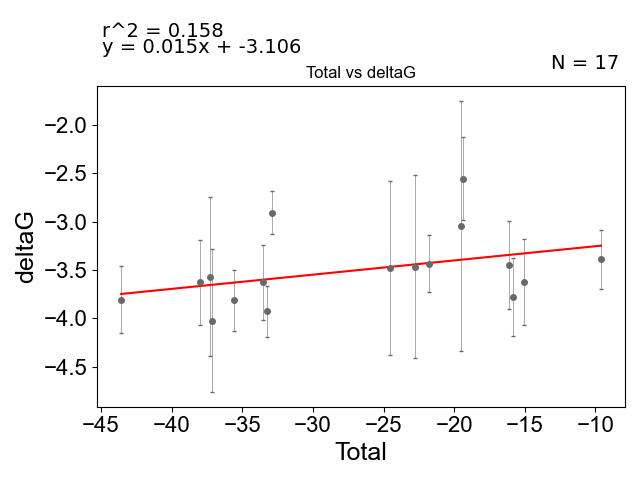 r^2 = 0.158
y = 0.015x + -3.106
N = 17
Total vs deltaG
−2.0
−2.5
−3.0
−3.5
−4.0
−4.5
deltaG
−45 −40 −35 −30 −25 −20 −15 −10
Total